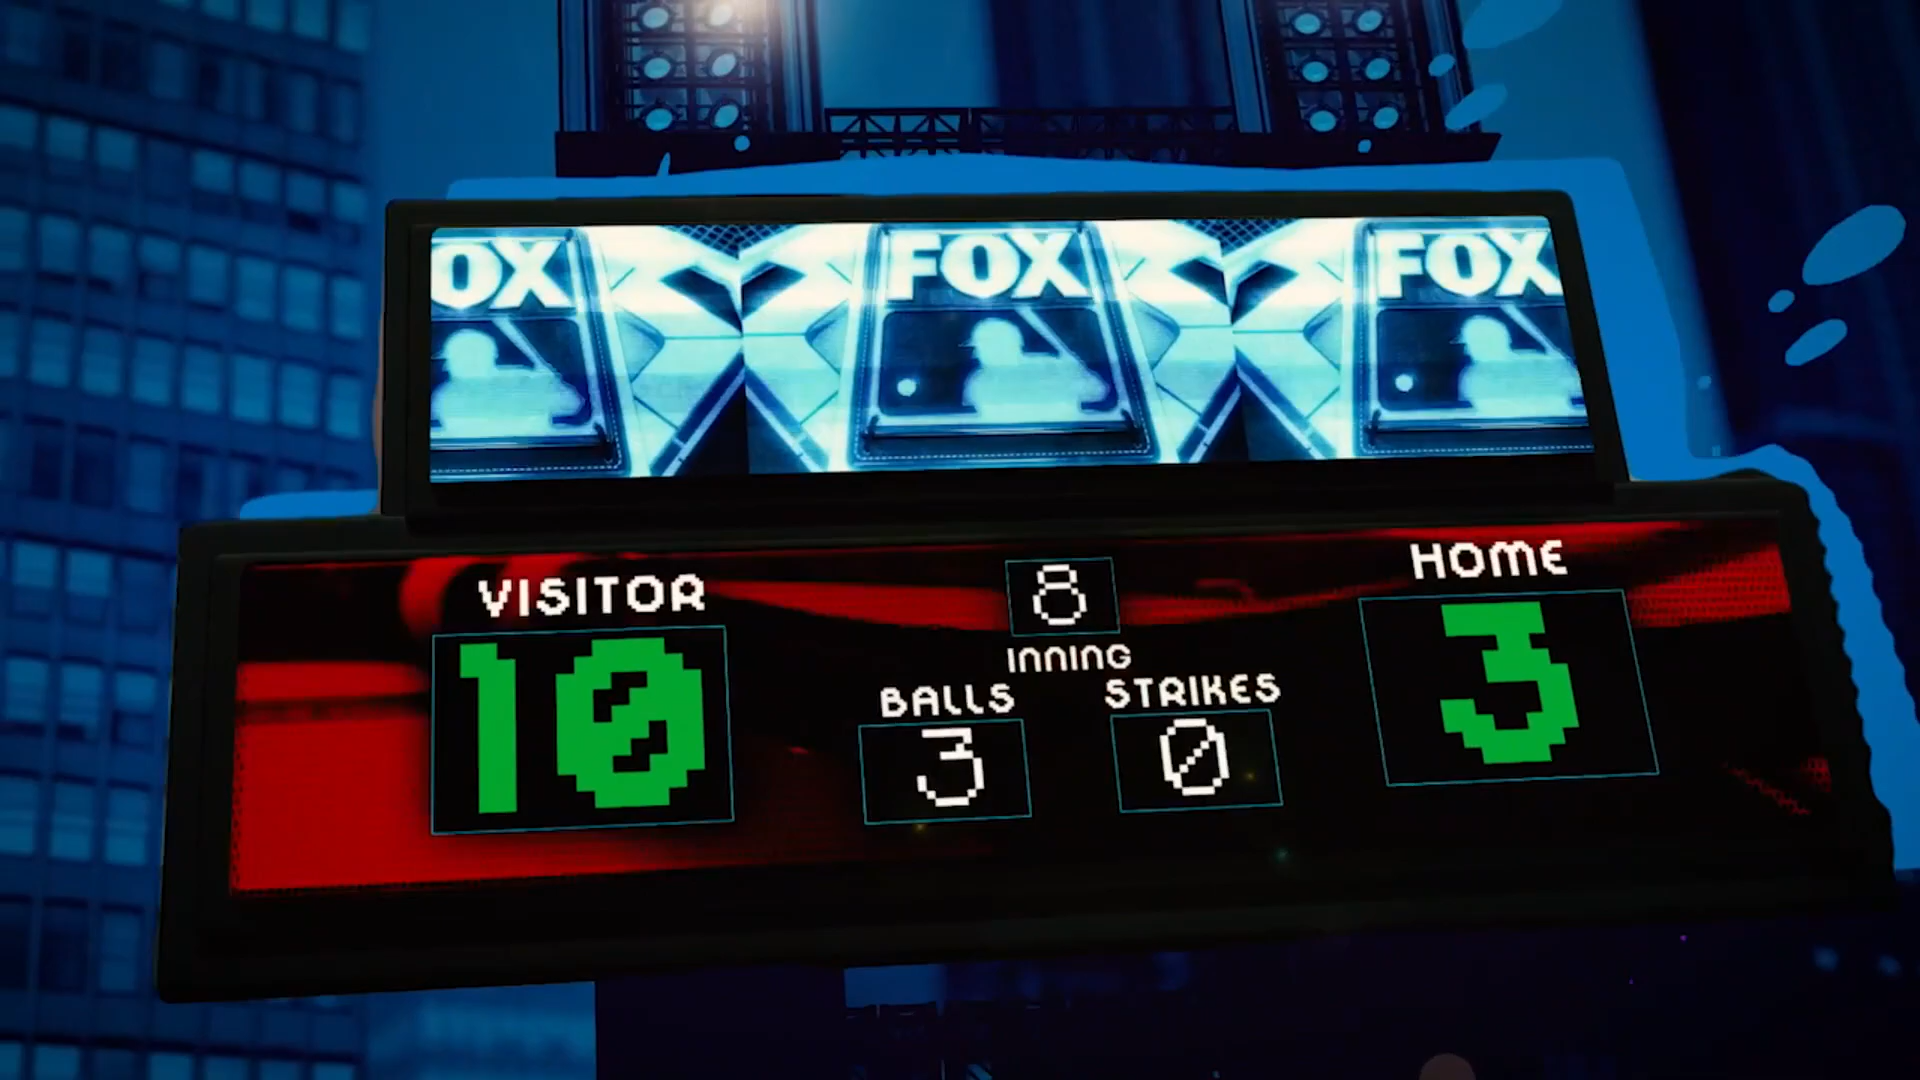 OX FOX FOX
VISITOR
10
8
INNING
BALLS
3
STRIKES
0
HOME
3